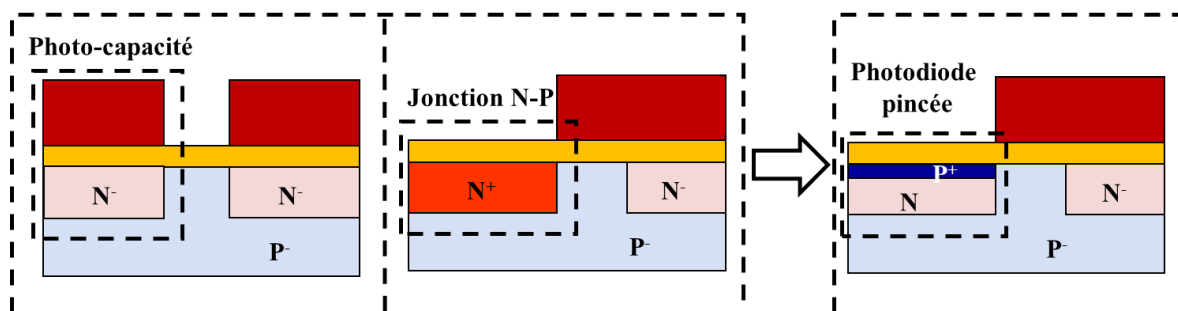 Photo-capacité
N-
N-
P-
Jonction N-P
N+
N-
P-
Photodiode
pincée
P+
N
N-
P-